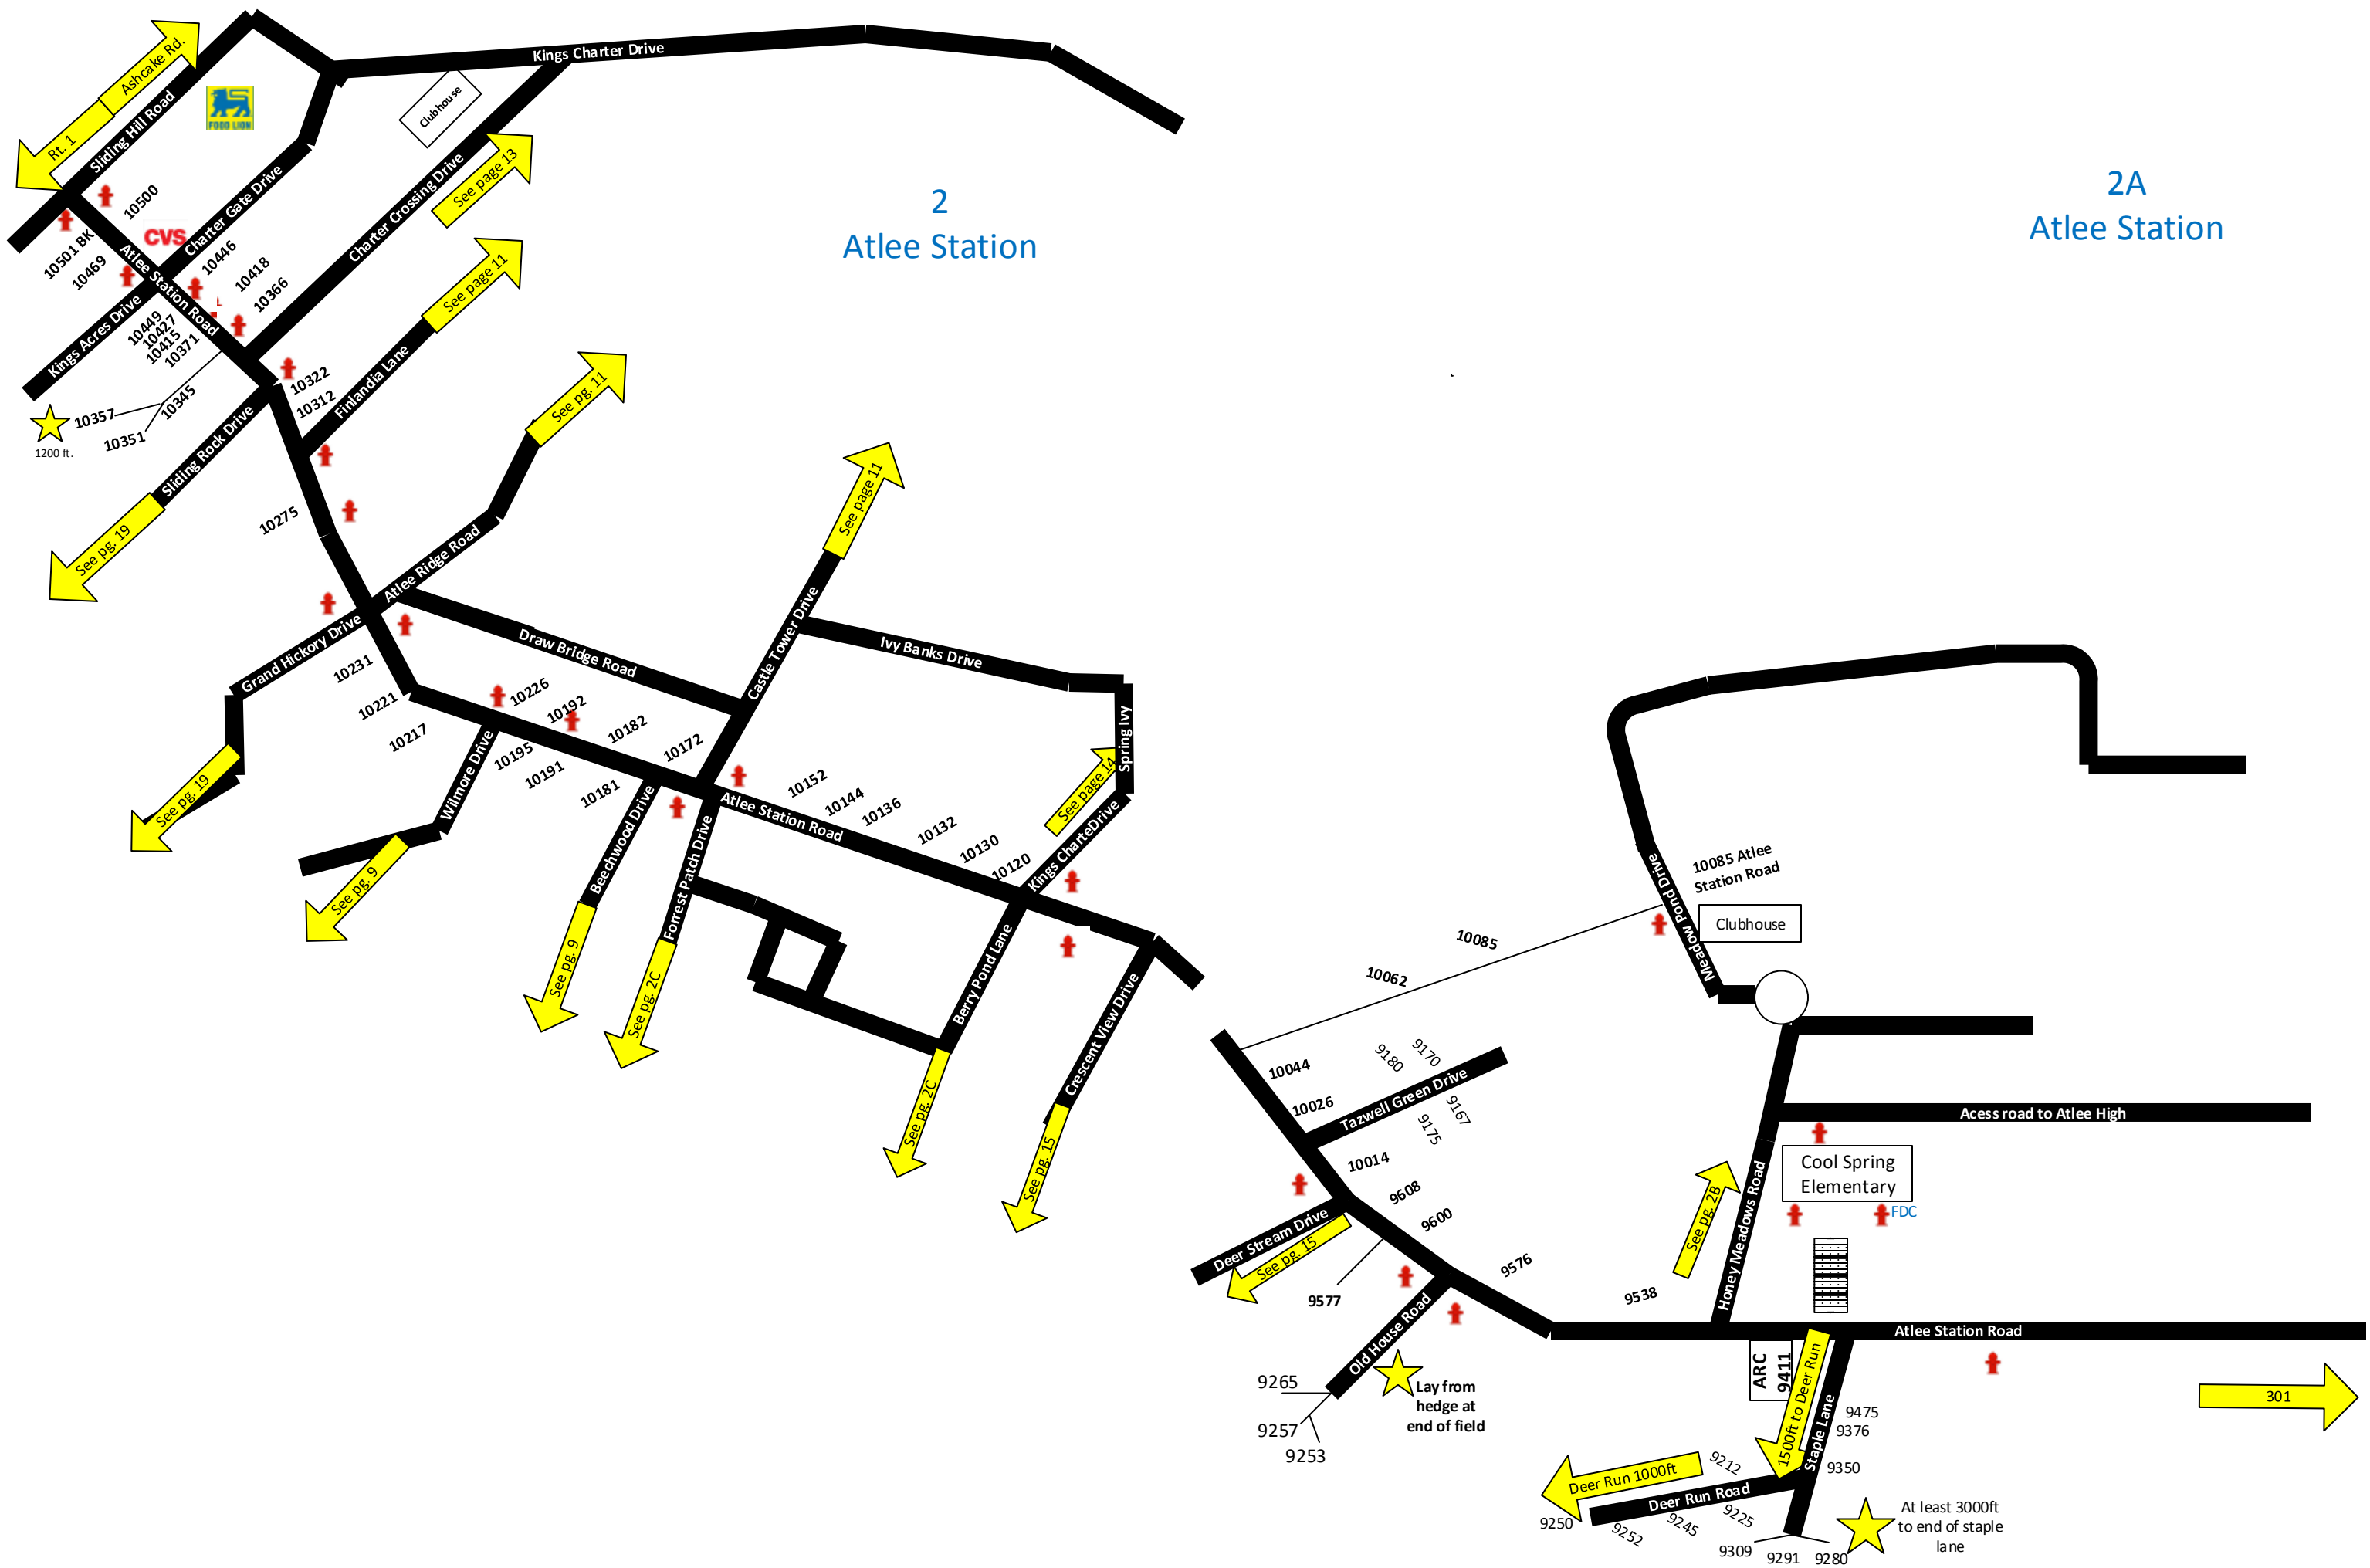 Kings Charter Drive
Ashcake Rd.
Rt. 1
Sliding Hill Road
FOOD LION
Clubhouse
See page 13
Charter Crossing Drive
Charter Gate Drive
10500
CVS
10501 BK
10469
Atlee Station Road
10446
10418
10366
See page 11
Kings Acres Drive
10449
10427
10415
10371
10345
10357
10351
1200 ft.
10322
10312
Finlandia Lane
Sliding Rock Drive
See pg. 19
10275
See pg. 11
Atlee Ridge Road
Grand Hickory Drive
See pg. 19
10231
10221
10217
Draw Bridge Road
10226
10192
10182
10172
Wilmore Drive
See pg. 9
10195
10191
10181
Castle Tower Drive
See page 11
Ivy Banks Drive
Spring Ivy
See page 14
Kings CharteDrive
Atlee Station Road
10152
10144
10136
10132
10130
10120
Beechwood Drive
See pg. 9
Forrest Patch Drive
See pg. 2C
Berry Pond Lane
See pg. 2C
Crescent View Drive
See pg. 15
2
Atlee Station
2A
Atlee Station
10085 Atlee
Station Road
Meadow Pond Drive
Clubhouse
10085
10062
10044
10026
9180
9170
Tazwell Green Drive
9167
9175
10014
9608
9600
Deer Stream Drive
See pg. 15
9577
9576
Old House Road
9265
9257
9253
Lay from
hedge at
end of field
9538
See pg. 2B
Honey Meadows Road
Acess road to Atlee High
Cool Spring
Elementary
FDC
Atlee Station Road
ARC
9411
1500ft to Deer Run
Staple Lane
9475
9376
9350
301
Deer Run 1000ft
9212
Deer Run Road
9250
9252
9245
9225
9309
9291
9280
At least 3000ft
to end of staple
lane